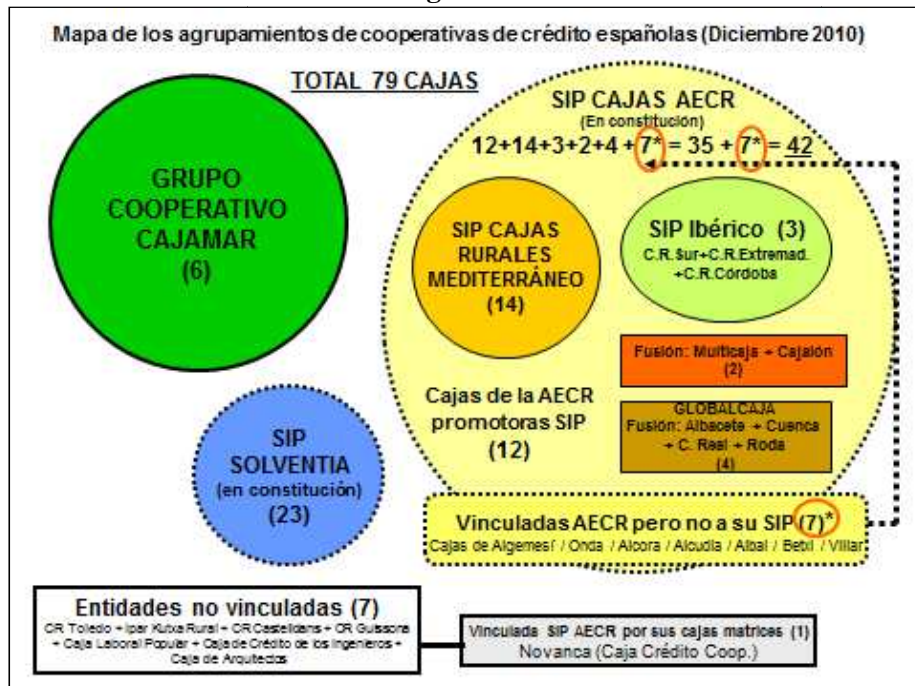 Mapa de los agrupamientos de cooperativas de crédito españolas (Diciembre 2010)
TOTAL 79 CAJAS
SIP CAJAS AECR
(En constitución)
12+14+3+2+4 + 7* = 35 + 7* = 42
GRUPO
COOPERATIVO
CAJAMAR
(6)
SIP CAJAS
RURALES
MEDITERRÁNEO
(14)
SIP Ibérico (3)
C.R.Sur+C.R.Extremad.
+C.R.Córdoba
Fusión: Multicaja + Cajalón
(2)
Cajas de la AECR
promotoras SIP
(12)
GLOBALCAJA
Fusión: Albacete + Cuenca
+ C. Real + Roda
(4)
SIP
SOLVENTIA
(en constitución)
(23)
Vinculadas AECR pero no a su SIP (7)*
Cajas de Algemesí / Onda / Alcora / Alcudia / Albal / Betxi / Villar
Entidades no vinculadas (7)
CR Toledo + Ipar Kutxa Rural + CR Castelldans + CR Guissona
+ Caja Laboral Popular + Caja de Crédito de los Ingenieros +
Caja de Arquitectos
Vinculada SIP AECR por sus cajas matrices (1)
Novanca (Caja Crédito Coop.)